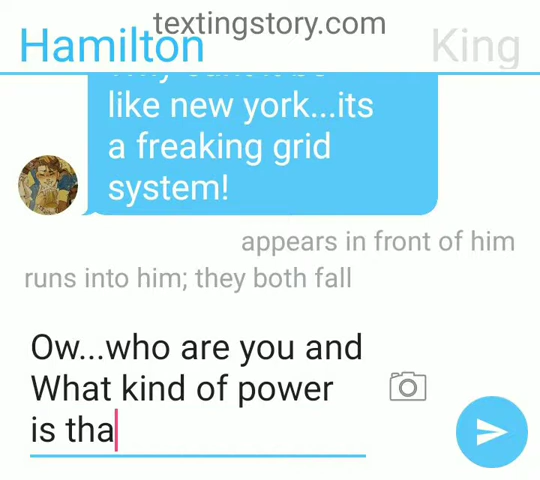 textingstory.com
Hamilton King
like new york...its
a freaking grid
system!
appears in front of him
runs into him; they both fall
Ow...who are you and
What kind of power
is tha